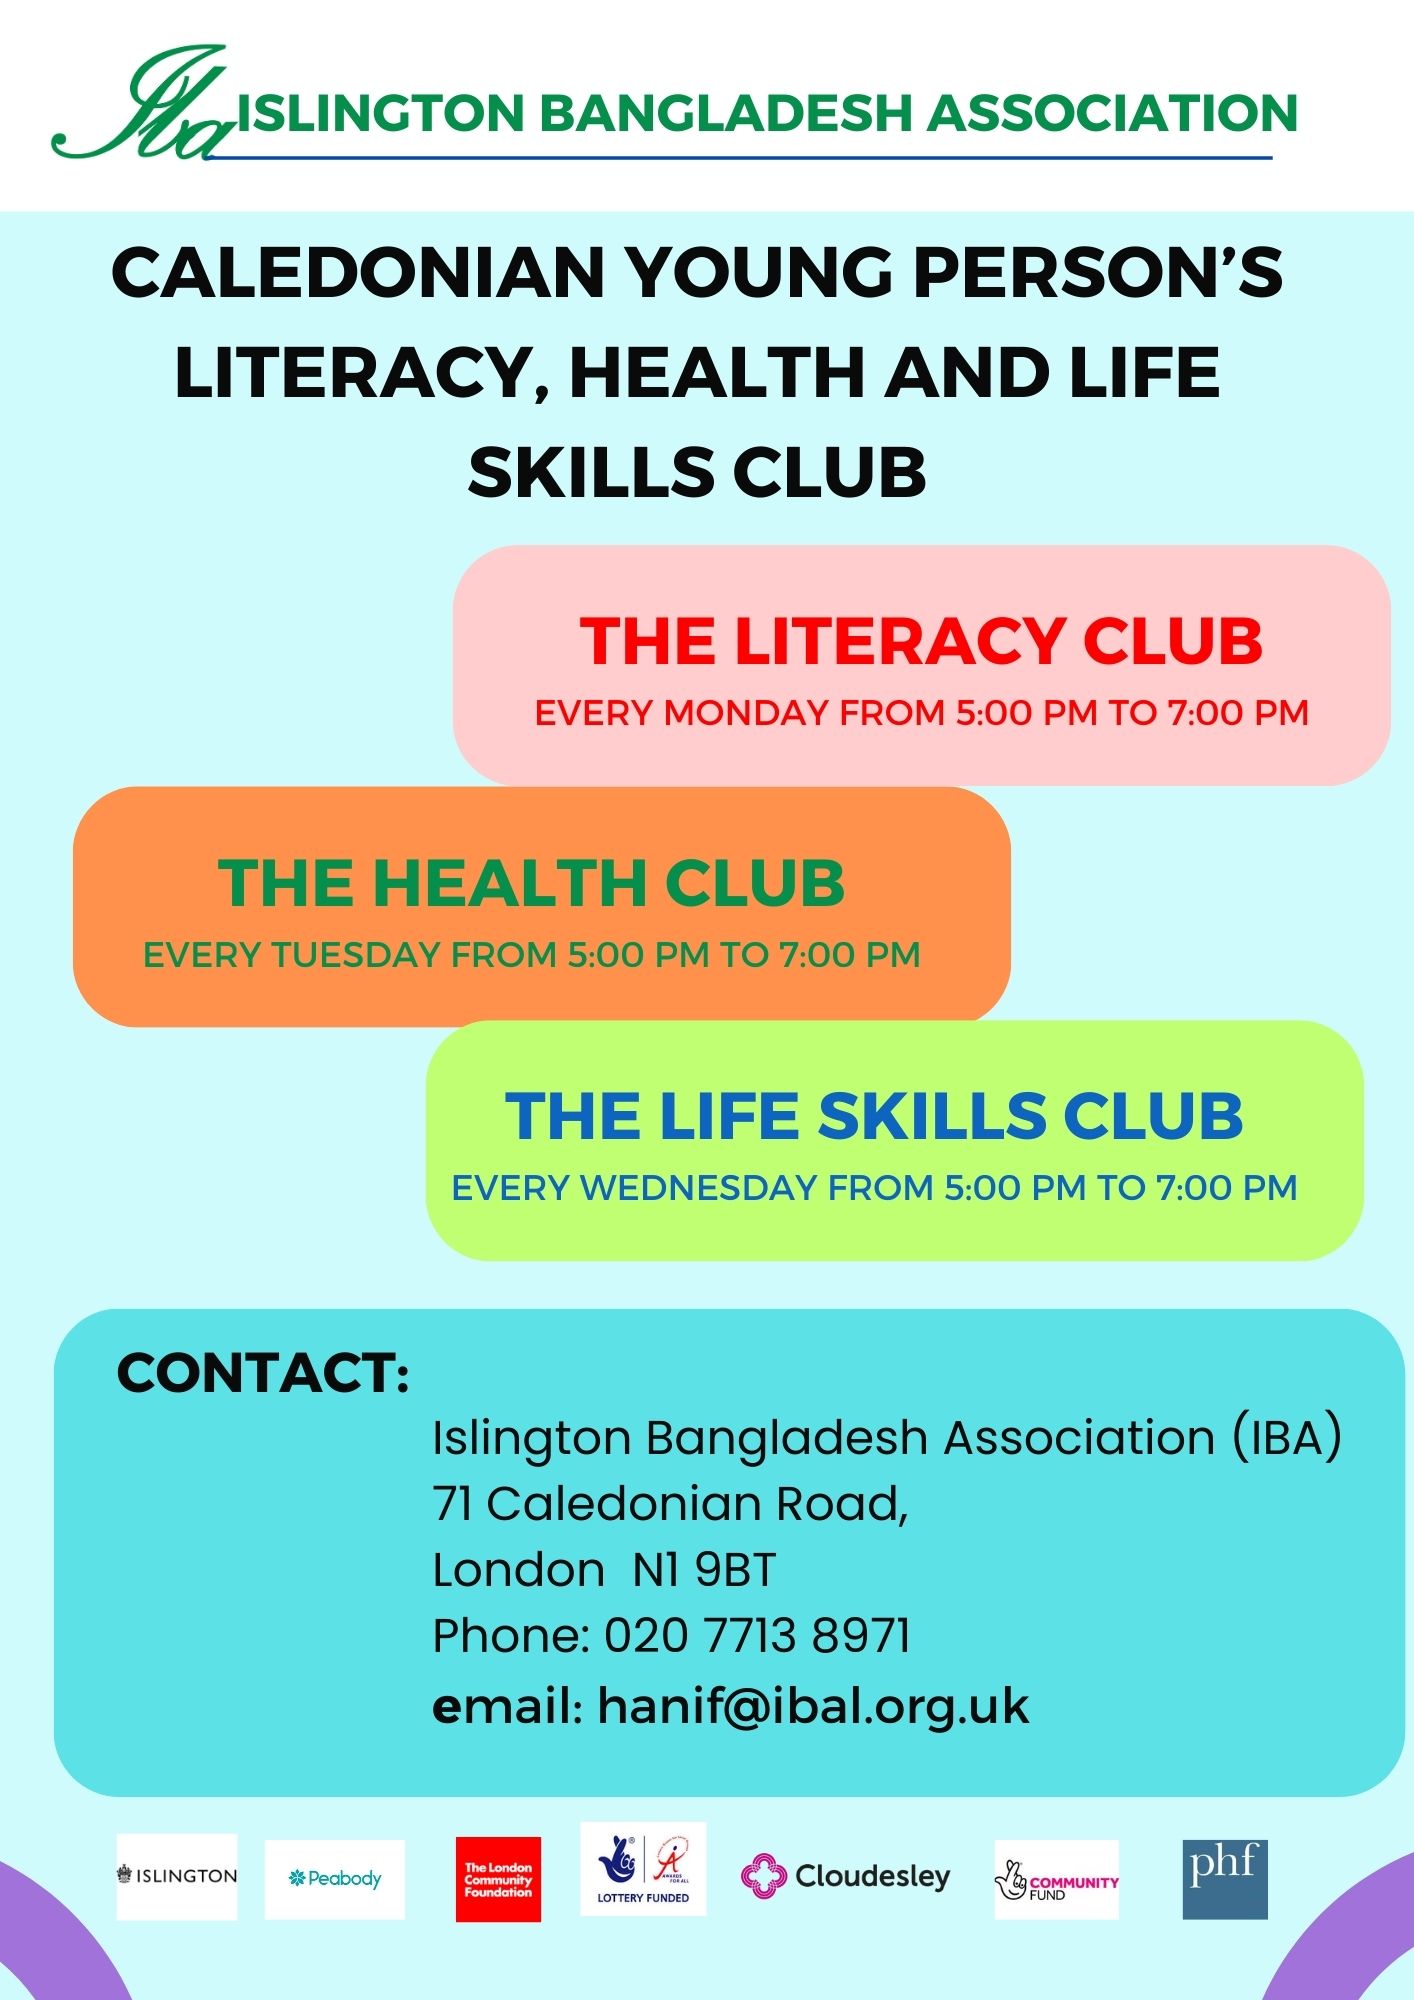 Iba ISLINGTON BANGLADESH ASSOCIATION
CALEDONIAN YOUNG PERSON’S
LITERACY, HEALTH AND LIFE
SKILLS CLUB
THE LITERACY CLUB
EVERY MONDAY FROM 5:00 PM TO 7:00 PM
THE HEALTH CLUB
EVERY TUESDAY FROM 5:00 PM TO 7:00 PM
THE LIFE SKILLS CLUB
EVERY WEDNESDAY FROM 5:00 PM TO 7:00 PM
CONTACT:
Islington Bangladesh Association (IBA)
71 Caledonian Road,
London N1 9BT
Phone: 020 7713 8971
email: hanif@ibal.org.uk
ISLINGTON
Peabody
The London
Community
Foundation
AWARDS
FOR ALL
LOTTERY FUNDED
Cloudesley
COMMUNITY
FUND
phf